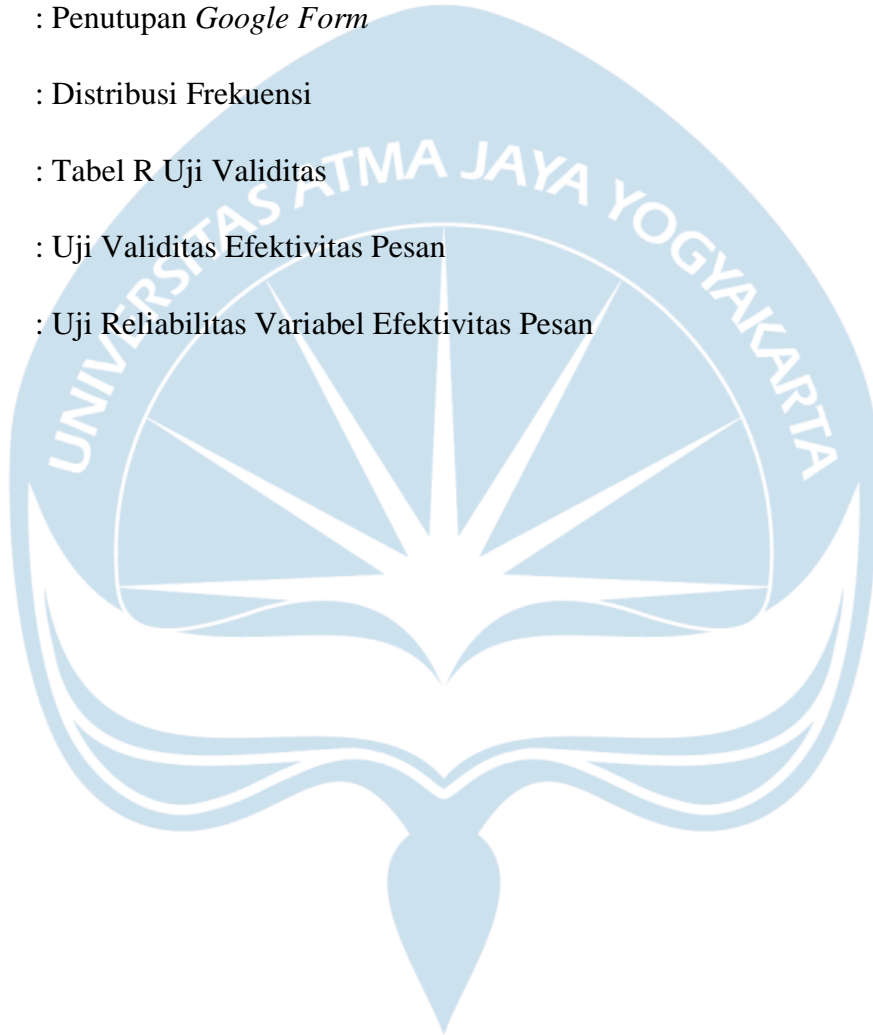 : Penutupan Google Form
: Distribusi Frekuensi
: Tabel R Uji Validitas
: Uji Validitas Efektivitas Pesan
: Uji Reliabilitas Variabel Efektivitas Pesan
UNIVERSITAS ATMA JAYA YOGYAKARTA